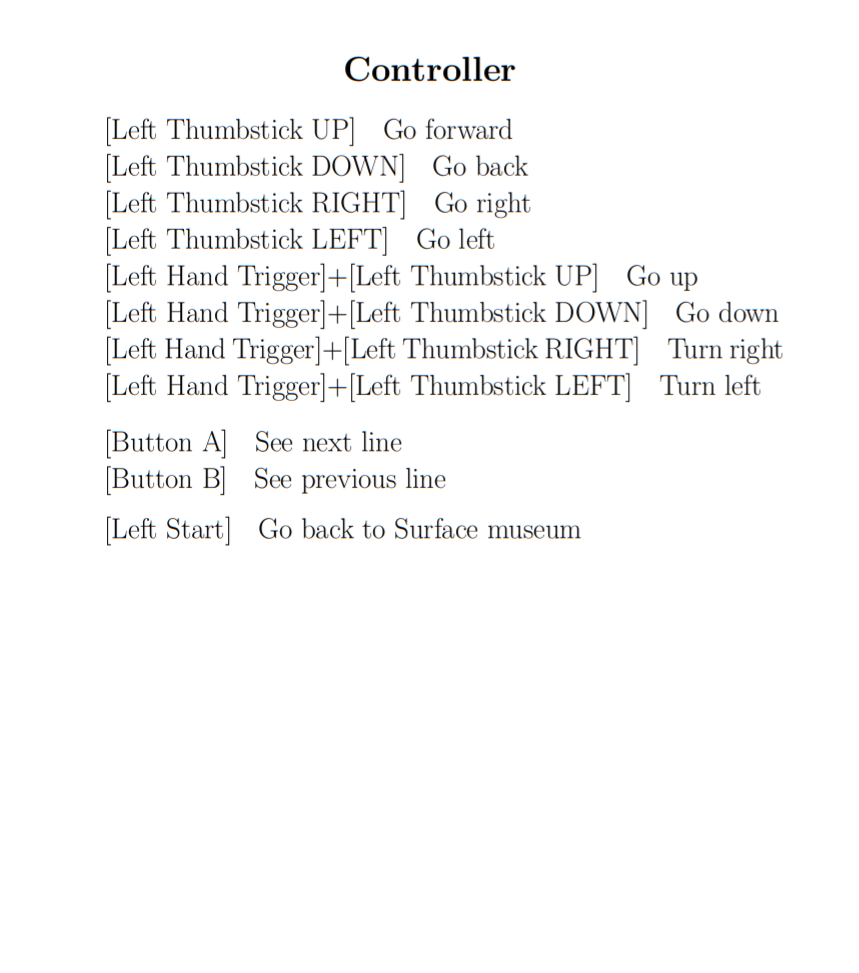 Controller
[Left Thumbstick UP] Go forward
[Left Thumbstick DOWN] Go back
[Left Thumbstick RIGHT] Go right
[Left Thumbstick LEFT] Go left
[Left Hand Trigger]+[Left Thumbstick UP] Go up
[Left Hand Trigger]+[Left Thumbstick DOWN] Go down
[Left Hand Trigger]+[Left Thumbstick RIGHT] Turn right
[Left Hand Trigger]+[Left Thumbstick LEFT] Turn left
[Button A] See next line
[Button B] See previous line
[Left Start] Go back to Surface museum